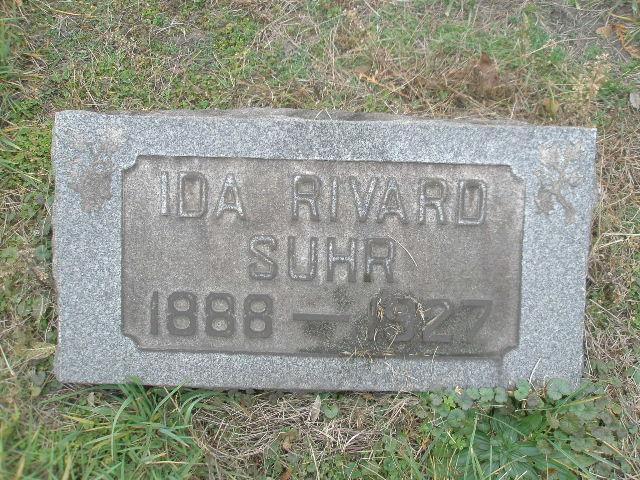 IDA RIVARD
SUHR
1888 — 1927